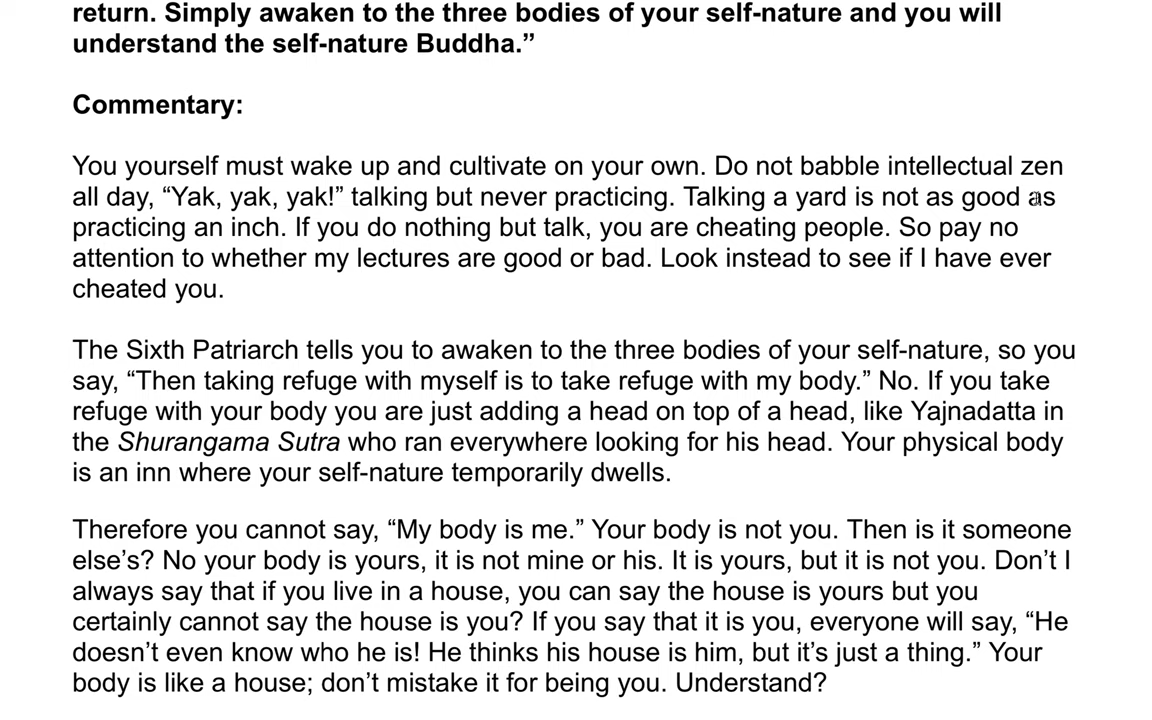 return. Simply awaken to the three bodies of your self-nature and you will
understand the self-nature Buddha.”
Commentary:
You yourself must wake up and cultivate on your own. Do not babble intellectual zen
all day, “Yak, yak, yak!” talking but never practicing. Talking a yard is not as good as
practicing an inch. If you do nothing but talk, you are cheating people. So pay no
attention to whether my lectures are good or bad. Look instead to see if I have ever
cheated you.
The Sixth Patriarch tells you to awaken to the three bodies of your self-nature, so you
say, “Then taking refuge with myself is to take refuge with my body.” No. If you take
refuge with your body you are just adding a head on top of a head, like Yajnadatta in
the Shurangama Sutra who ran everywhere looking for his head. Your physical body
is an inn where your self-nature temporarily dwells.
Therefore you cannot say, “My body is me.” Your body is not you. Then is it someone
else’s? No your body is yours, it is not mine or his. It is yours, but it is not you. Don’t I
always say that if you live in a house, you can say the house is yours but you
certainly cannot say the house is you? If you say that it is you, everyone will say, “He
doesn’t even know who he is! He thinks his house is him, but it’s just a thing.” Your
body is like a house; don’t mistake it for being you. Understand?